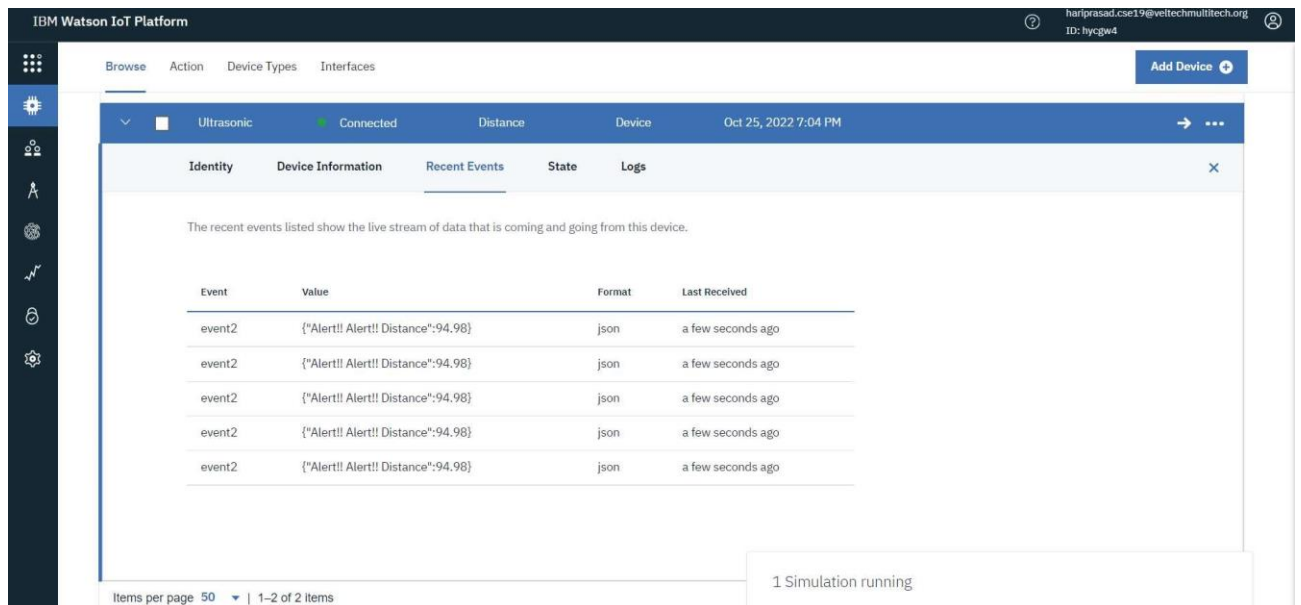 IBM Watson IoT Platform
hariprasad.cse19@veltechmultitech.org
ID: hycgw4
Browse Action Device Types Interfaces
Add Device
Ultrasonic Connected Distance Device Oct 25, 2022 7:04 PM
Identity Device Information Recent Events State Logs
The recent events listed show the live stream of data that is coming and going from this device.
Event Value Format Last Received
event2 {"Alert!! Alert!! Distance":94.98} json a few seconds ago
event2 {"Alert!! Alert!! Distance":94.98} json a few seconds ago
event2 {"Alert!! Alert!! Distance":94.98} json a few seconds ago
event2 {"Alert!! Alert!! Distance":94.98} json a few seconds ago
event2 {"Alert!! Alert!! Distance":94.98} json a few seconds ago
1 Simulation running
Items per page 50 | 1–2 of 2 items